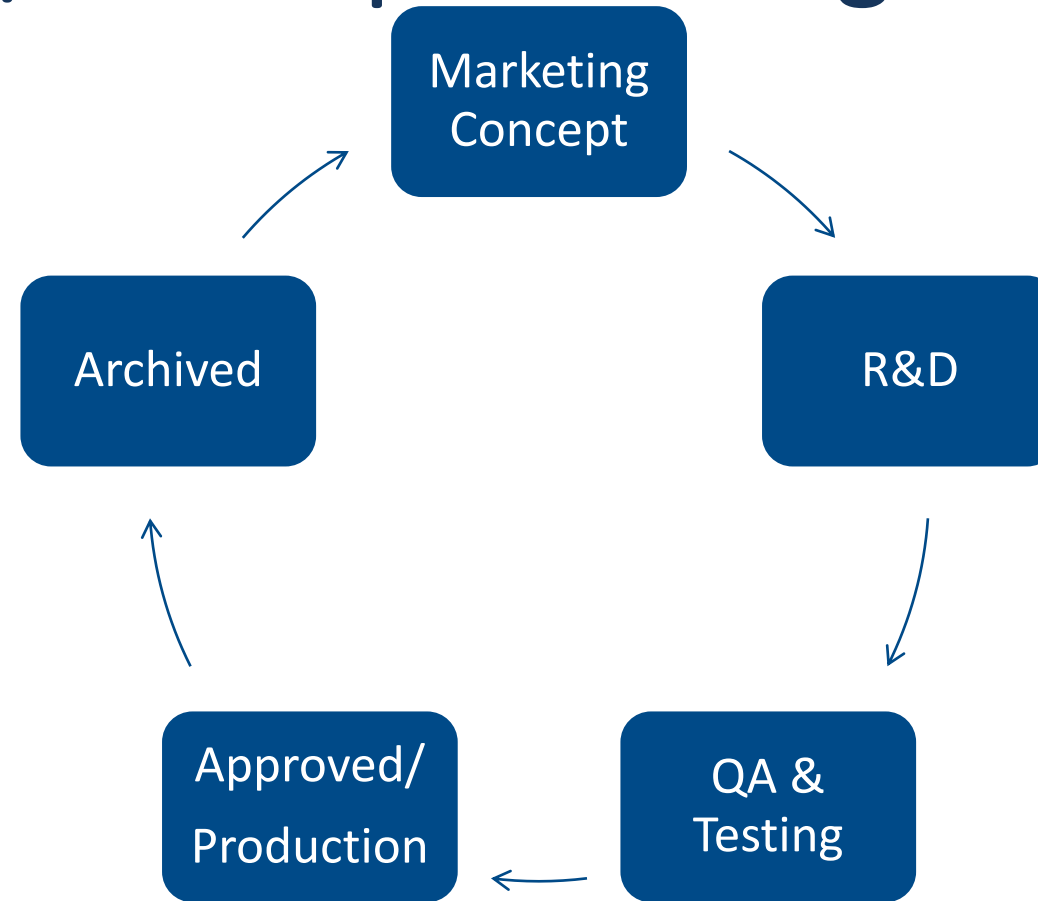 Marketing
Concept
R&D
QA &
Testing
Approved/
Production
Archived